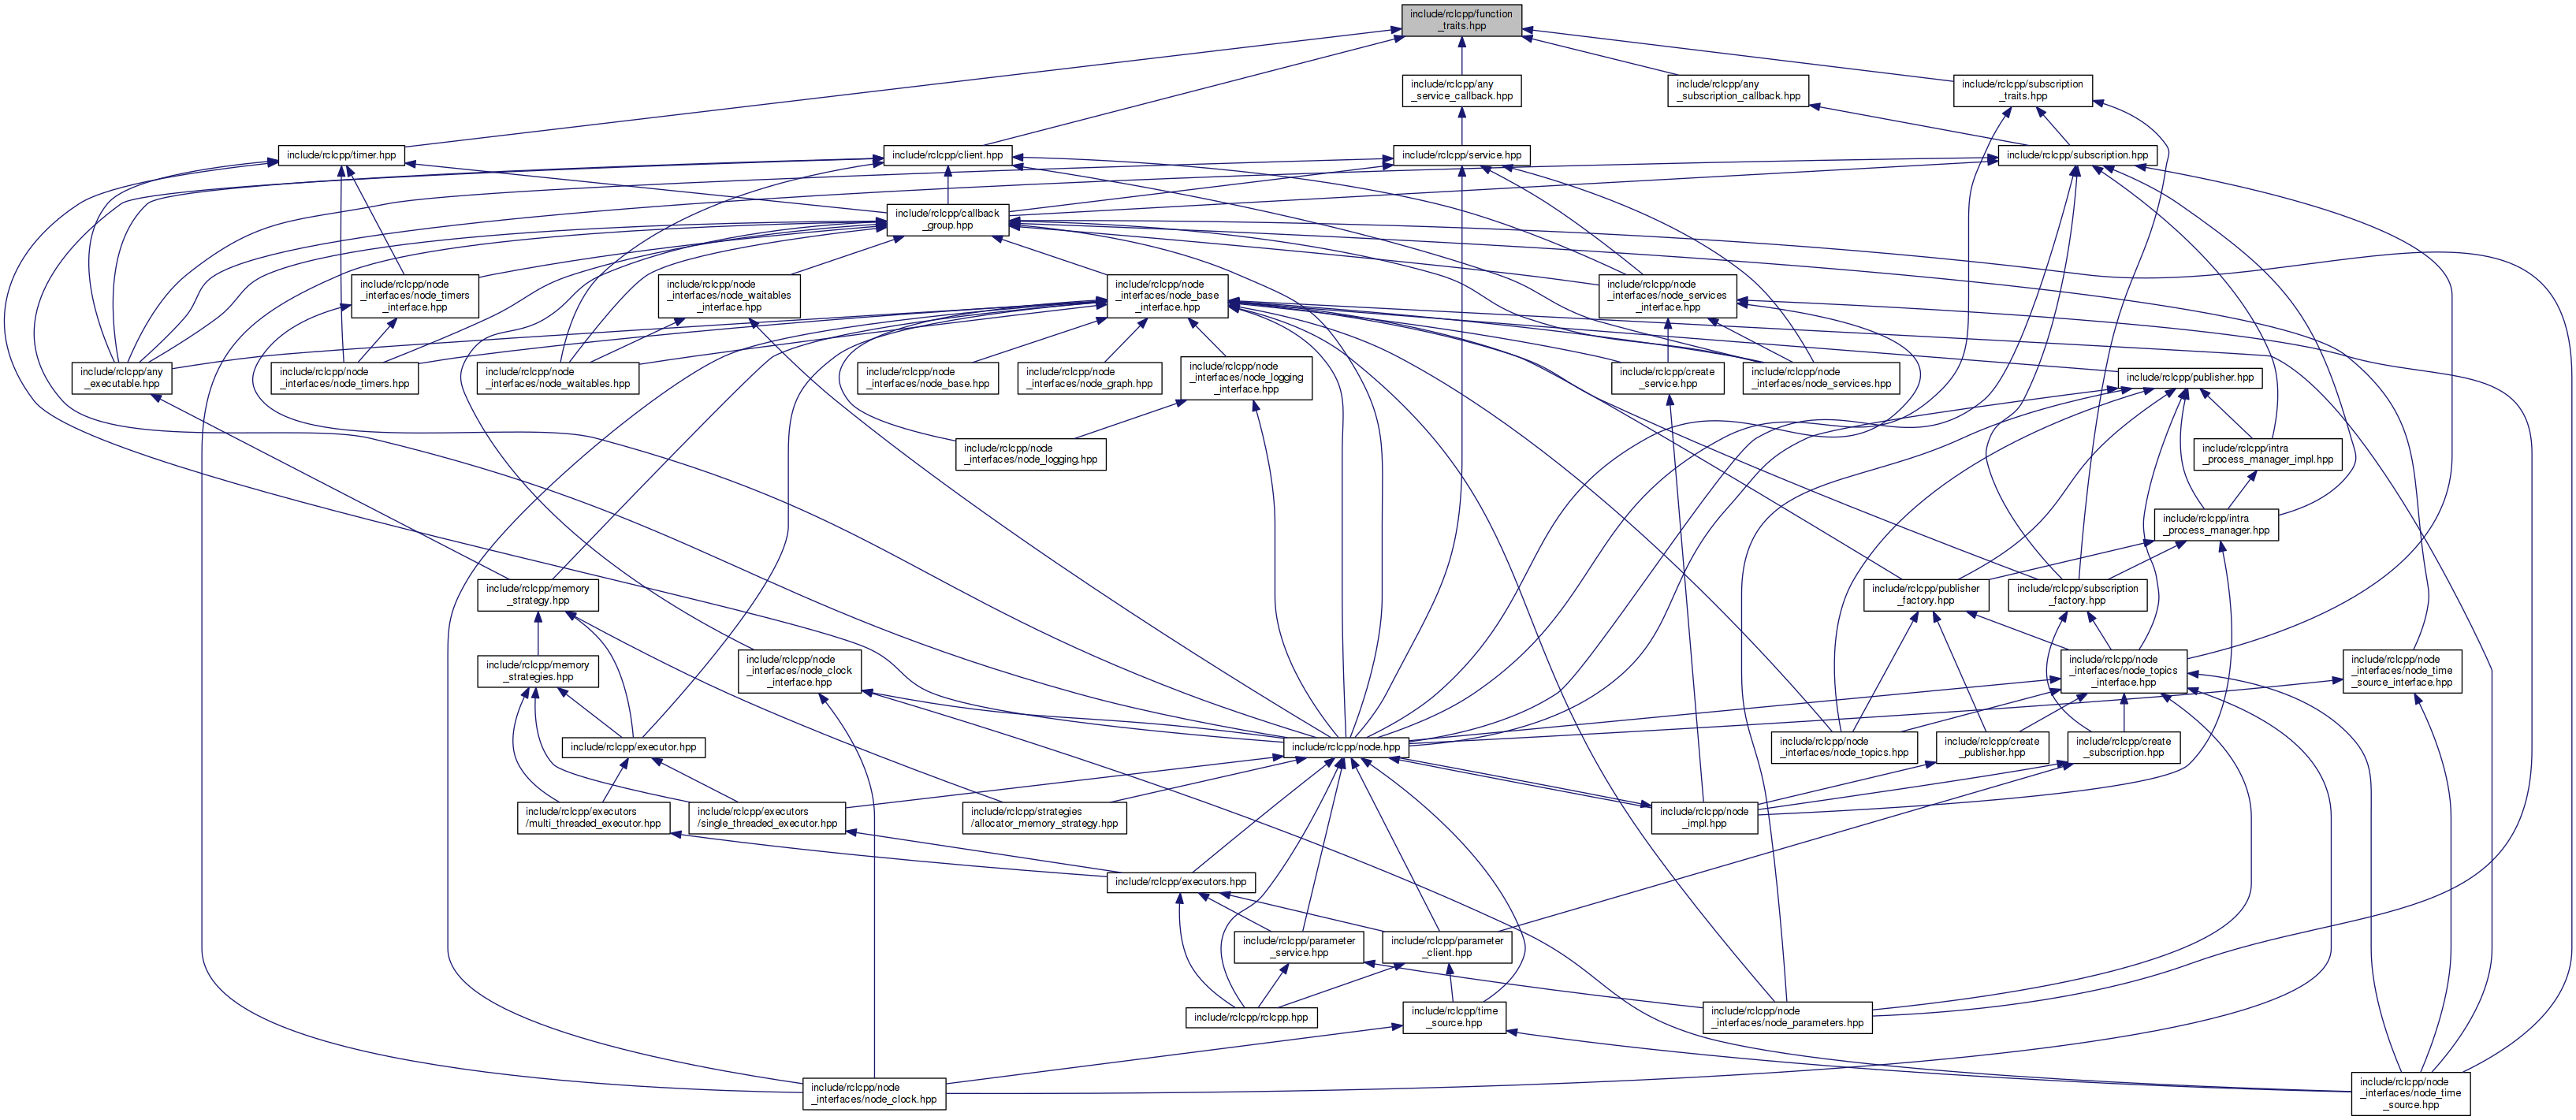 include/rclcpp/function
_traits.hpp
include/rclcpp/any
_service_callback.hpp
include/rclcpp/any
_subscription_callback.hpp
include/rclcpp/subscription
_traits.hpp
include/rclcpp/timer.hpp
include/rclcpp/client.hpp
include/rclcpp/service.hpp
include/rclcpp/subscription.hpp
include/rclcpp/callback
_group.hpp
include/rclcpp/node
_interfaces/node_timers
_interface.hpp
include/rclcpp/node
_interfaces/node_waitables
_interface.hpp
include/rclcpp/node
_interfaces/node_base
_interface.hpp
include/rclcpp/node
_interfaces/node_services
_interface.hpp
include/rclcpp/any
_executable.hpp
include/rclcpp/node
_interfaces/node_timers.hpp
include/rclcpp/node
_interfaces/node_waitables.hpp
include/rclcpp/node
_interfaces/node_base.hpp
include/rclcpp/node
_interfaces/node_graph.hpp
include/rclcpp/node
_interfaces/node_logging
_interface.hpp
include/rclcpp/create
_service.hpp
include/rclcpp/node
_interfaces/node_services.hpp
include/rclcpp/publisher.hpp
include/rclcpp/node
_interfaces/node_logging.hpp
include/rclcpp/intra
_process_manager_impl.hpp
include/rclcpp/intra
_process_manager.hpp
include/rclcpp/memory
_strategy.hpp
include/rclcpp/publisher
_factory.hpp
include/rclcpp/subscription
_factory.hpp
include/rclcpp/memory
_strategies.hpp
include/rclcpp/node
_interfaces/node_clock
_interface.hpp
include/rclcpp/node
_interfaces/node_topics
_interface.hpp
include/rclcpp/node
_interfaces/node_time
_source_interface.hpp
include/rclcpp/executor.hpp
include/rclcpp/node.hpp
include/rclcpp/node
_interfaces/node_topics.hpp
include/rclcpp/create
_publisher.hpp
include/rclcpp/create
_subscription.hpp
include/rclcpp/executors
/multi_threaded_executor.hpp
include/rclcpp/executors
/single_threaded_executor.hpp
include/rclcpp/strategies
/allocator_memory_strategy.hpp
include/rclcpp/node
_impl.hpp
include/rclcpp/executors.hpp
include/rclcpp/parameter
_service.hpp
include/rclcpp/parameter
_client.hpp
include/rclcpp/rclcpp.hpp
include/rclcpp/time
_source.hpp
include/rclcpp/node
_interfaces/node_parameters.hpp
include/rclcpp/node
_interfaces/node_clock.hpp
include/rclcpp/node
_interfaces/node_time
_source.hpp